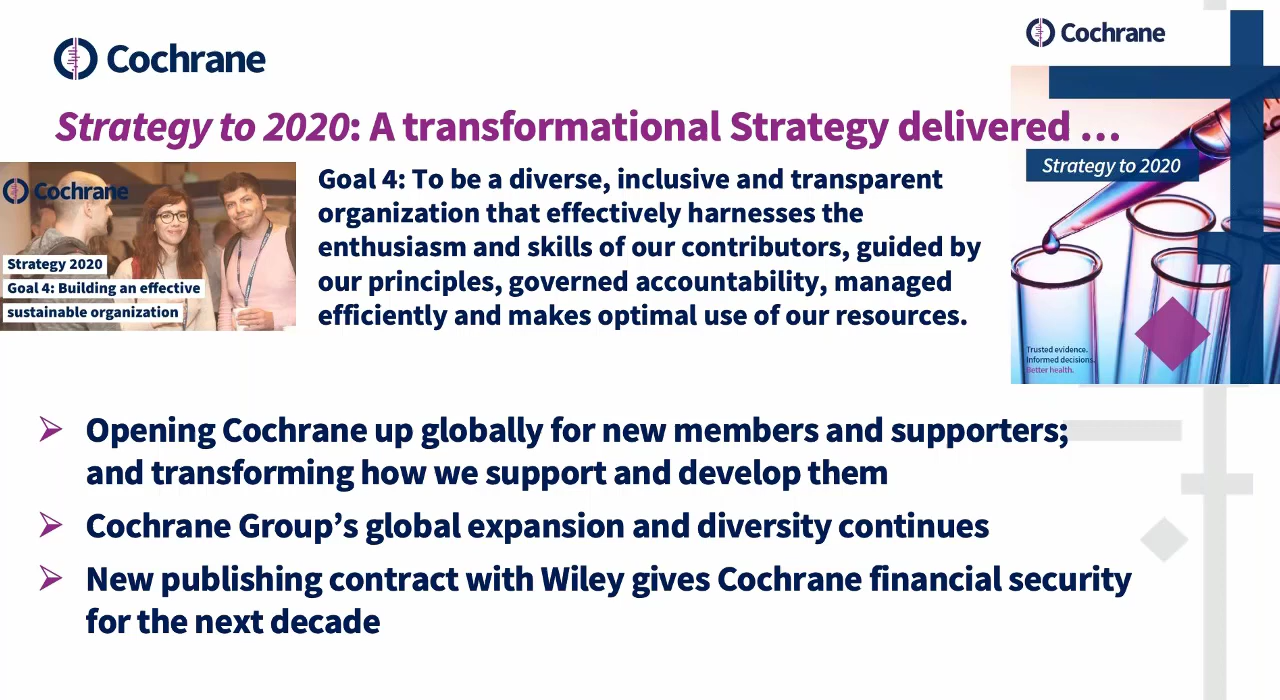 Cochrane
Cochrane
Strategy to 2020: A transformational Strategy delivered ...
Cochrane
Strategy 2020
Goal 4: Building an effective
sustainable organization
Goal 4: To be a diverse, inclusive and transparent
organization that effectively harnesses the
enthusiasm and skills of our contributors, guided by
our principles, governed accountability, managed
efficiently and makes optimal use of our resources.
Strategy to 2020
Trusted evidence.
Informed decisions.
Better health.
Opening Cochrane up globally for new members and supporters;
and transforming how we support and develop them
Cochrane Group’s global expansion and diversity continues
New publishing contract with Wiley gives Cochrane financial security
for the next decade